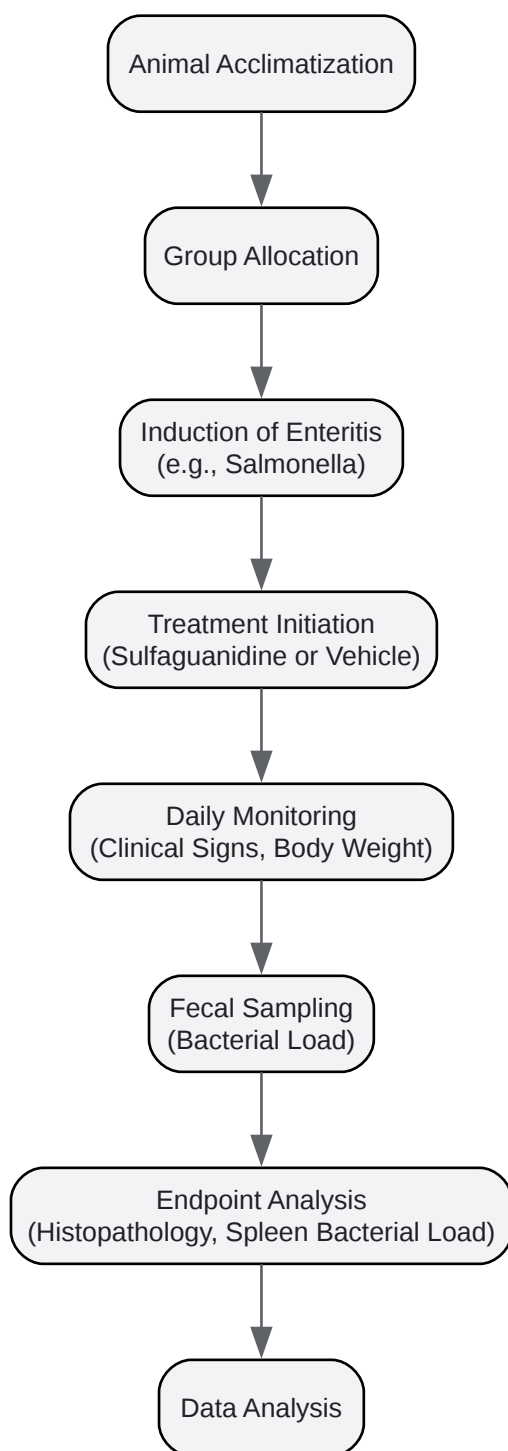 Animal Acclimatization
Group Allocation
Induction of Enteritis
(e.g., Salmonella)
Treatment Initiation
(Sulfaguanidine or Vehicle)
Daily Monitoring
(Clinical Signs, Body Weight)
Fecal Sampling
(Bacterial Load)
Endpoint Analysis
(Histopathology, Spleen Bacterial Load)
Data Analysis